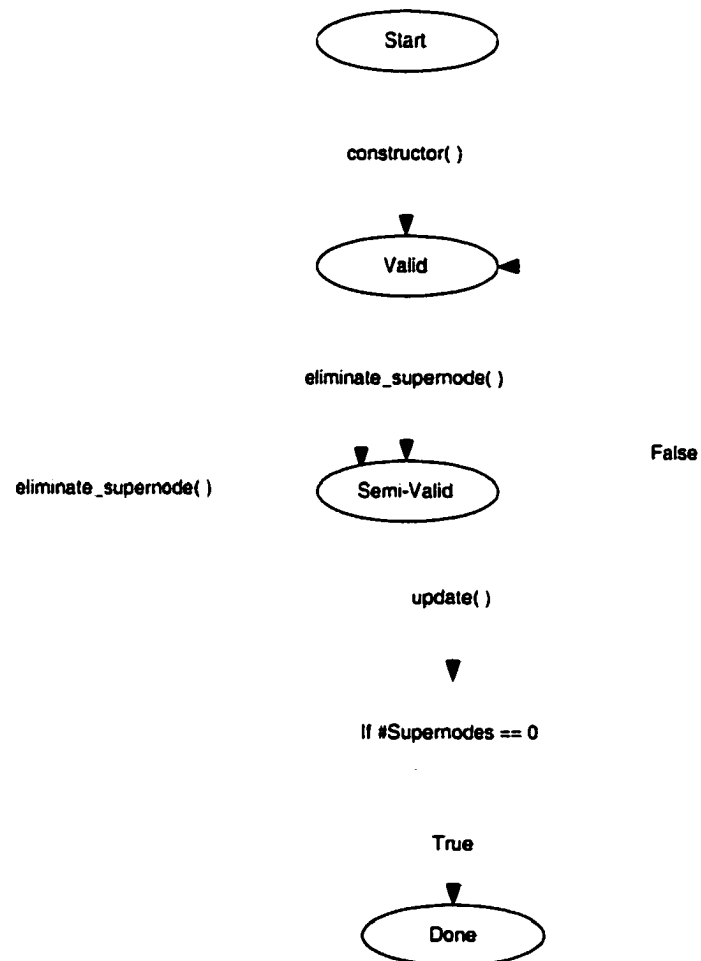 Start
constructor( )
Valid
eliminate_supernode( )
False
eliminate_supernode( )
Semi-Valid
update( )
If #Supernodes == 0
True
Done